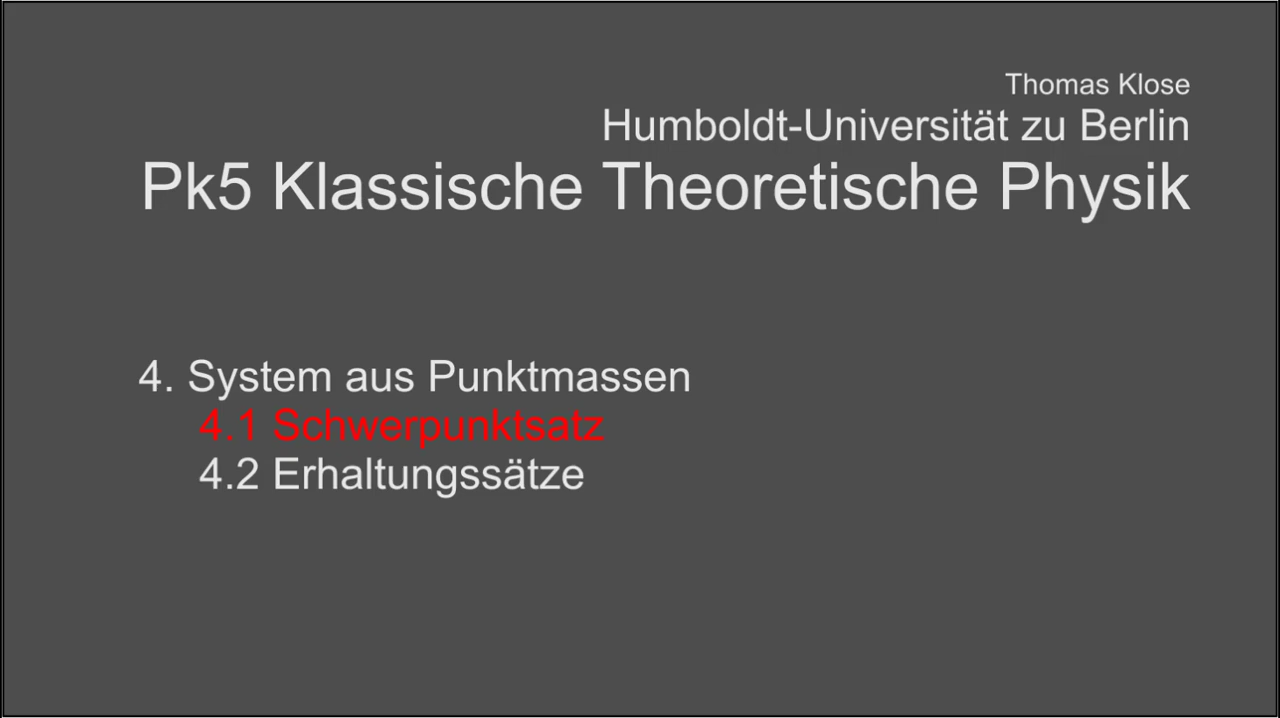 Thomas Klose
Humboldt-Universität zu Berlin
Pk5 Klassische Theoretische Physik
4. System aus Punktmassen
4.1 Schwerpunktsatz
4.2 Erhaltungssätze